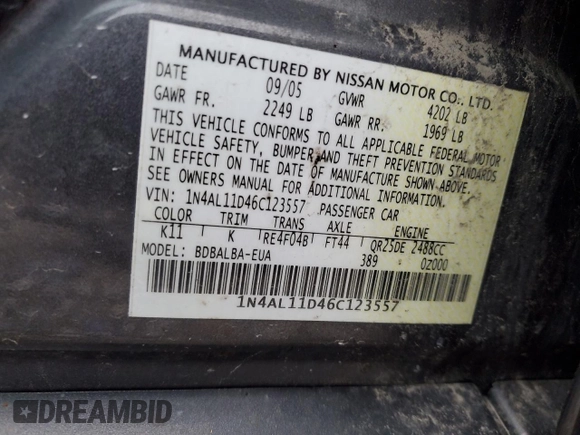 MANUFACTURED BY NISSAN MOTOR CO., LTD.
DATE 09/05 GVWR 4202 LB
GAWR FR. 2249 LB GAWR RR. 1969 LB
THIS VEHICLE CONFORMS TO ALL APPLICABLE FEDERAL MOTOR
VEHICLE SAFETY, BUMPER AND THEFT PREVENTION STANDARDS
IN EFFECT ON THE DATE OF MANUFACTURE SHOWN ABOVE.
SEE OWNERS MANUAL FOR ADDITIONAL INFORMATION.
VIN: 1N4AL11D46C123557 PASSENGER CAR
COLOR TRIM TRANS AXLE ENGINE
K11 K RE4F04B FT44 QR25DE 2488CC
MODEL: BDBALBA-EUA 389 02000
1N4AL11D46C123557
DREAMBID